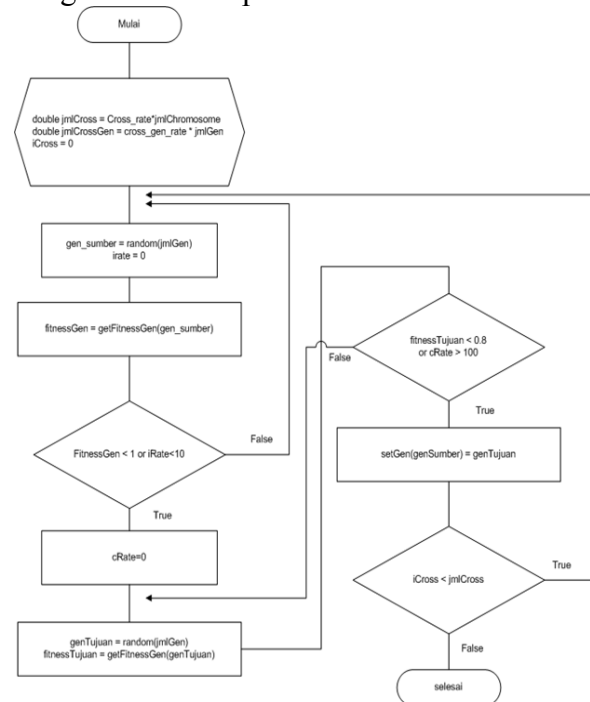 Mulai
double jmlCross = Cross_rate*jmlChromosome
double jmlCrossGen = cross_gen_rate * jmlGen
iCross = 0
gen_sumber = random(jmlGen)
irate = 0
fitnessGen = getFitnessGen(gen_sumber)
FitnessGen < 1 or iRate<10
False
True
cRate=0
genTujuan = random(jmlGen)
fitnessTujuan = getFitnessGen(genTujuan)
fitnessTujuan < 0.8
or cRate > 100
False
True
setGen(genSumber) = genTujuan
iCross < jmlCross
True
False
selesai